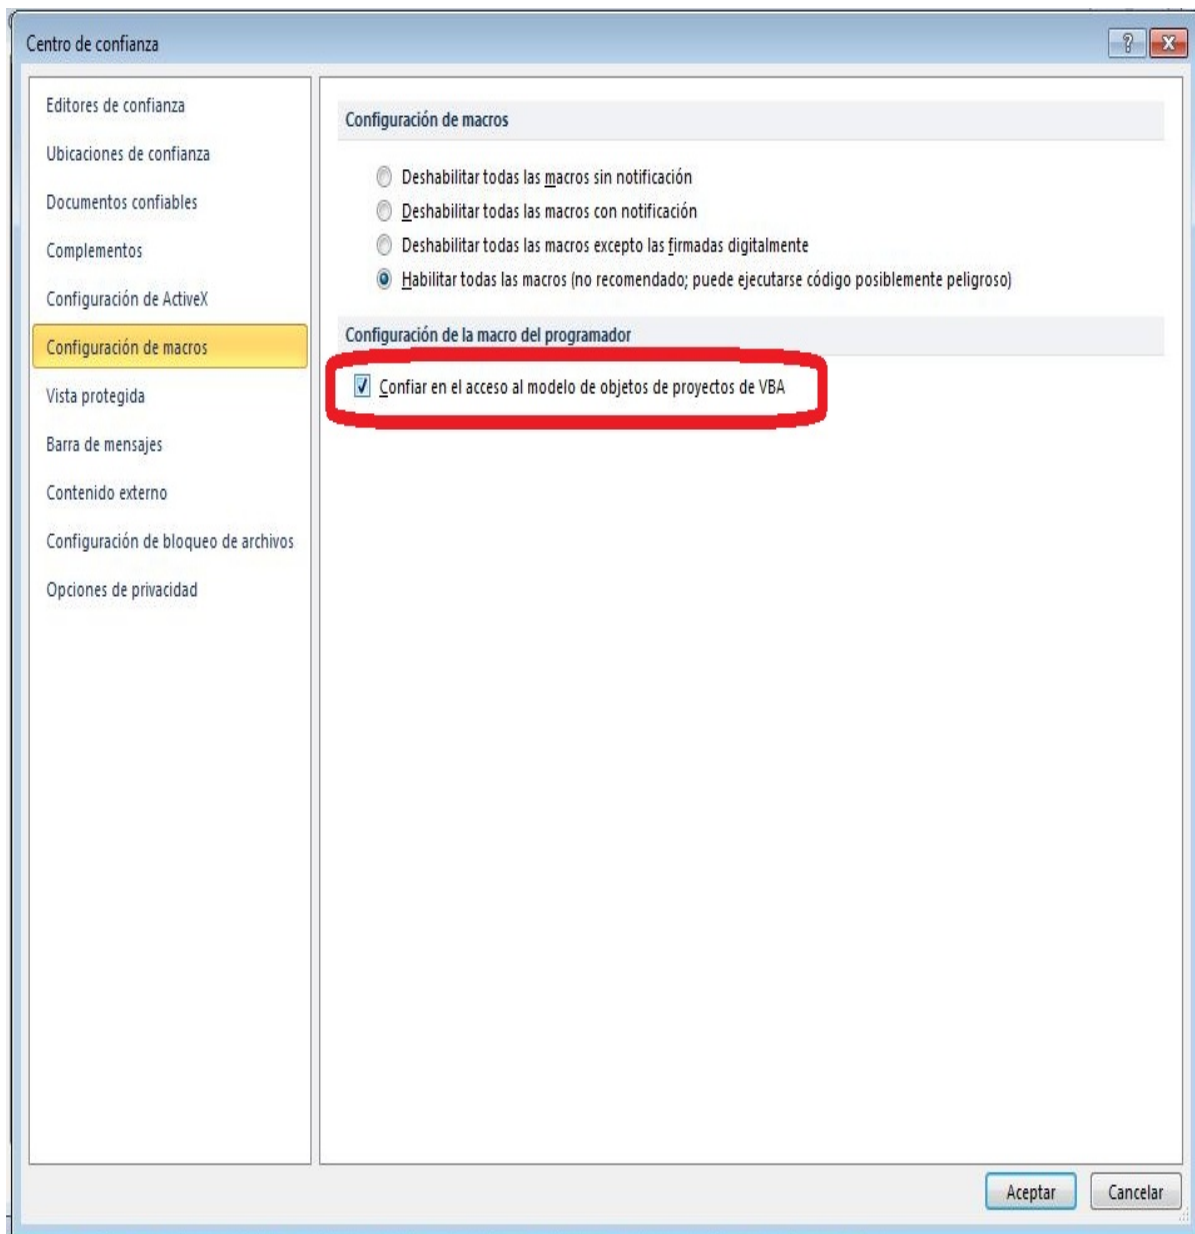 Centro de confianza
?
Editores de confianza
Ubicaciones de confianza
Documentos confiables
Complementos
Configuración de ActiveX
Configuración de macros
Vista protegida
Barra de mensajes
Contenido externo
Configuración de bloqueo de archivos
Opciones de privacidad
Configuración de macros
Deshabilitar todas las macros sin notificación
Deshabilitar todas las macros con notificación
Deshabilitar todas las macros excepto las firmadas digitalmente
Habilitar todas las macros (no recomendado; puede ejecutarse código posiblemente peligroso)
Configuración de la macro del programador
Confiar en el acceso al modelo de objetos de proyectos de VBA
Aceptar
Cancelar